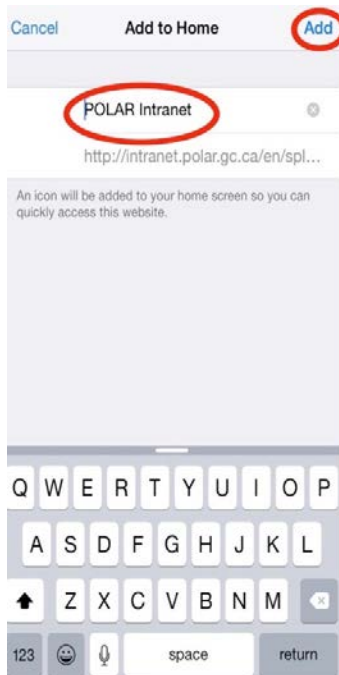 Cancel Add to Home Add
POLAR Intranet
http://intranet.polar.gc.ca/en/spl...
An icon will be added to your home screen so you can
quickly access this website.
Q W E R T Y U I O P
A S D F G H J K L
Z X C V B N M
123 space return